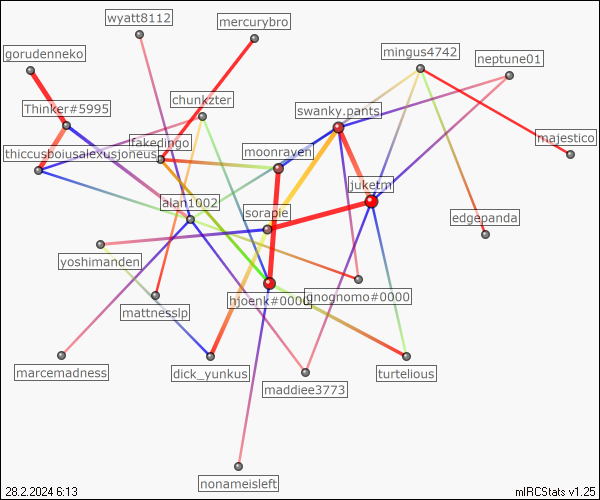 wyatt8112
mercurybro
gorudenneko
mingus4742
neptune01
Thinker#5995
chunkzter
swanky.pants
majestico
fakedingo
thiccusboiusalexusjoneus
moonraven
juketm
alan1002
sorapie
edgepanda
yoshimanden
hjoenk#0000
gnognomo#0000
mattnesslp
marcemadness
dick_yunkus
turtelious
maddiee3773
nonameisleft
28.2.2024 6:13
mIRCStats v1.25